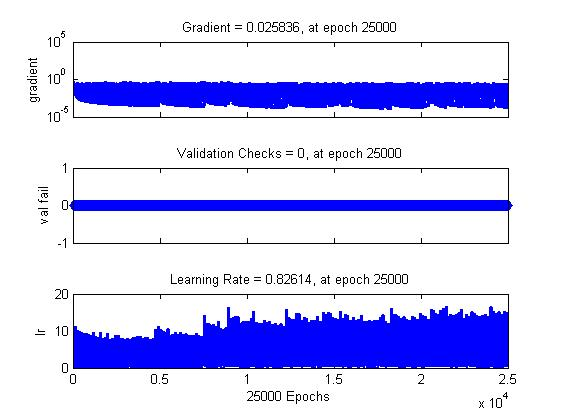 Gradient = 0.025836, at epoch 25000
10^5
10^0
10^-5
gradient
Validation Checks = 0, at epoch 25000
1
0
-1
val fail
Learning Rate = 0.82614, at epoch 25000
20
10
0
lr
0 0.5 1 1.5 2 2.5
25000 Epochs
x 10^4